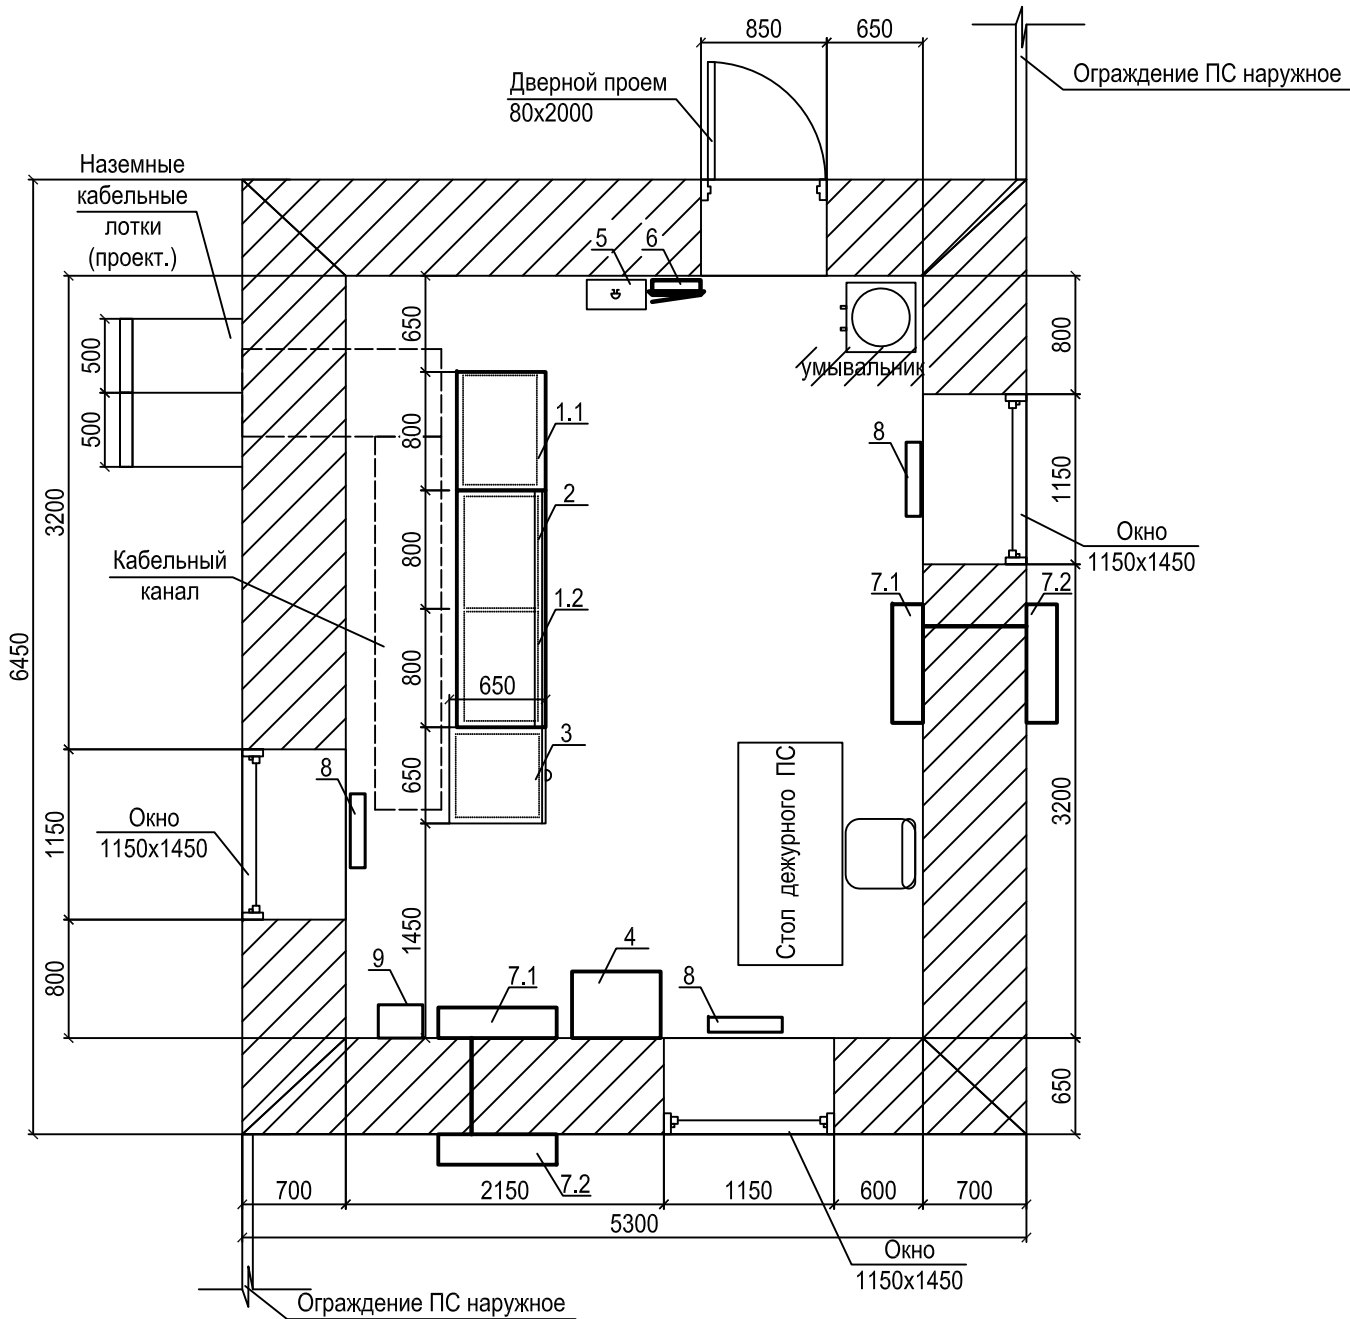 850
650
Ограждение ПС наружное
Дверной проем
80х2000
Наземные
кабельные
лотки
(проект.)
5
6
650
800
умывальник
500
500
1.1
800
8
1150
3200
2
Окно
1150х1450
Кабельный
канал
800
7.1
7.2
1.2
6450
800
650
3
650
8
Стол дежурного ПС
3200
Окно
1150х1450
1150
1450
4
9
7.1
8
800
650
7.2
700
2150
1150
600
700
5300
Окно
1150х1450
Ограждение ПС наружное